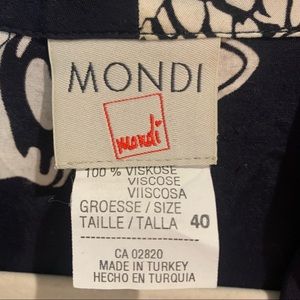 MONDI
mondi
100 % VISKOSE
VISCOSE
VIISCOSA
GROESSE / SIZE
TAILLE / TALLA 40
CA 02820
MADE IN TURKEY
HECHO EN TURQUIA